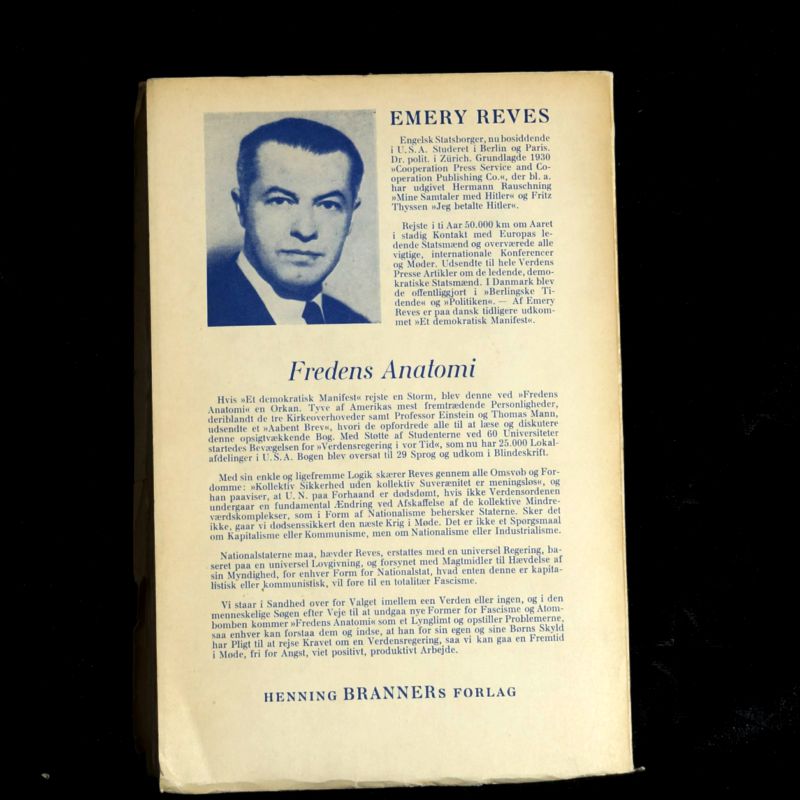 EMERY REVES
Engelsk Statsborger, nu bosiddende
i U.S.A. Studeret i Berlin og Paris.
Dr. polit. i Zürich. Grundlagde 1930
»Cooperation Press Service and Co-
operation Publishing Co.«, der bl. a.
har udgivet Hermann Rauschning
»Mine Samtaler med Hitler« og Fritz
Thyssen »Jeg betalte Hitler«.
Rejste i ti Aar 50.000 km om Aaret
i stadig Kontakt med Europas le-
dende Statsmænd og overværede alle
vigtige, internationale Konferencer
og Møder. Udsendte til hele Verdens
Presse Artikler om de ledende, demo-
kratiske Statsmænd. I Danmark blev
de offentliggjort i »Berlingske Ti-
dende« og »Politiken«. — Af Emery
Reves er paa dansk tidligere udkom-
met »Et demokratisk Manifest«.
Fredens Anatomi
Hvis »Et demokratisk Manifest« rejste en Storm, blev denne ved »Fredens
Anatomi« en Orkan. Tyve af Amerikas mest fremtrædende Personligheder,
deriblandt de tre Kirkeoverhoveder samt Professor Einstein og Thomas Mann,
udsendte et »Aabent Brev«, hvori de opfordrede alle til at læse og diskutere
denne opsigtvækkende Bog. Med Støtte af Studenterne ved 60 Universiteter
startedes Bevægelsen for »Verdensregering i vor Tid«, som nu har 25.000 Lokal-
afdelinger i U.S.A. Bogen blev oversat til 29 Sprog og udkom i Blindeskrift.
Med sin enkle og ligefremme Logik skærer Reves gennem alle Omsvøb og For-
domme: »Kollektiv Sikkerhed uden kollektiv Suverænitet er meningsløs«, og
han paaviser, at U. N. paa Forhaand er dødsdømt, hvis ikke Verdensordenen
undergaar en fundamental Ændring ved Afskaffelse af de kollektive Mindre-
værdskomplekser, som i Form af Nationalisme behersker Staterne. Sker det
ikke, gaar vi dødsenssikkert den næste Krig i Møde. Det er ikke et Spørgsmaal
om Kapitalisme eller Kommunisme, men om Nationalisme eller Industrialisme.
Nationalstaterne maa, hævder Reves, erstattes med en universel Regering, ba-
seret paa en universel Lovgivning, og forsynet med Magtmidler til Hævdelse af
sin Myndighed, for enhver Form for Nationalstat, hvad enten denne er kapita-
listisk eller kommunistisk, vil føre til en totalitær Fascisme.
Vi staar i Sandhed over for Valget imellem een Verden eller ingen, og i den
menneskelige Søgen efter Veje til at undgaa nye Former for Fascisme og Atom-
bomben kommer »Fredens Anatomi« som et Lynglimt og opstiller Problemerne,
saa enhver kan forstaa dem og indse, at han for sin egen og sine Børns Skyld
har Pligt til at rejse Kravet om en Verdensregering, saa vi kan gaa en Fremtid
i Møde, fri for Angst, viet positivt, produktivt Arbejde.
HENNING BRANNERS FORLAG